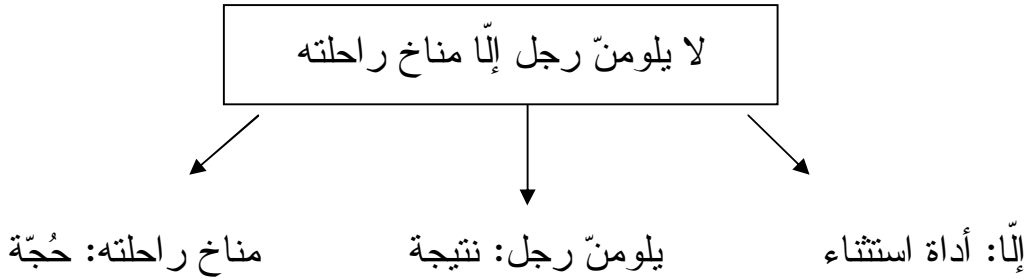 لا يلومنّ رجل إلّا مناخ راحلته
إلّا: أداة استثناء يلومنّ رجل: نتيجة مناخ راحلته: حُجّة